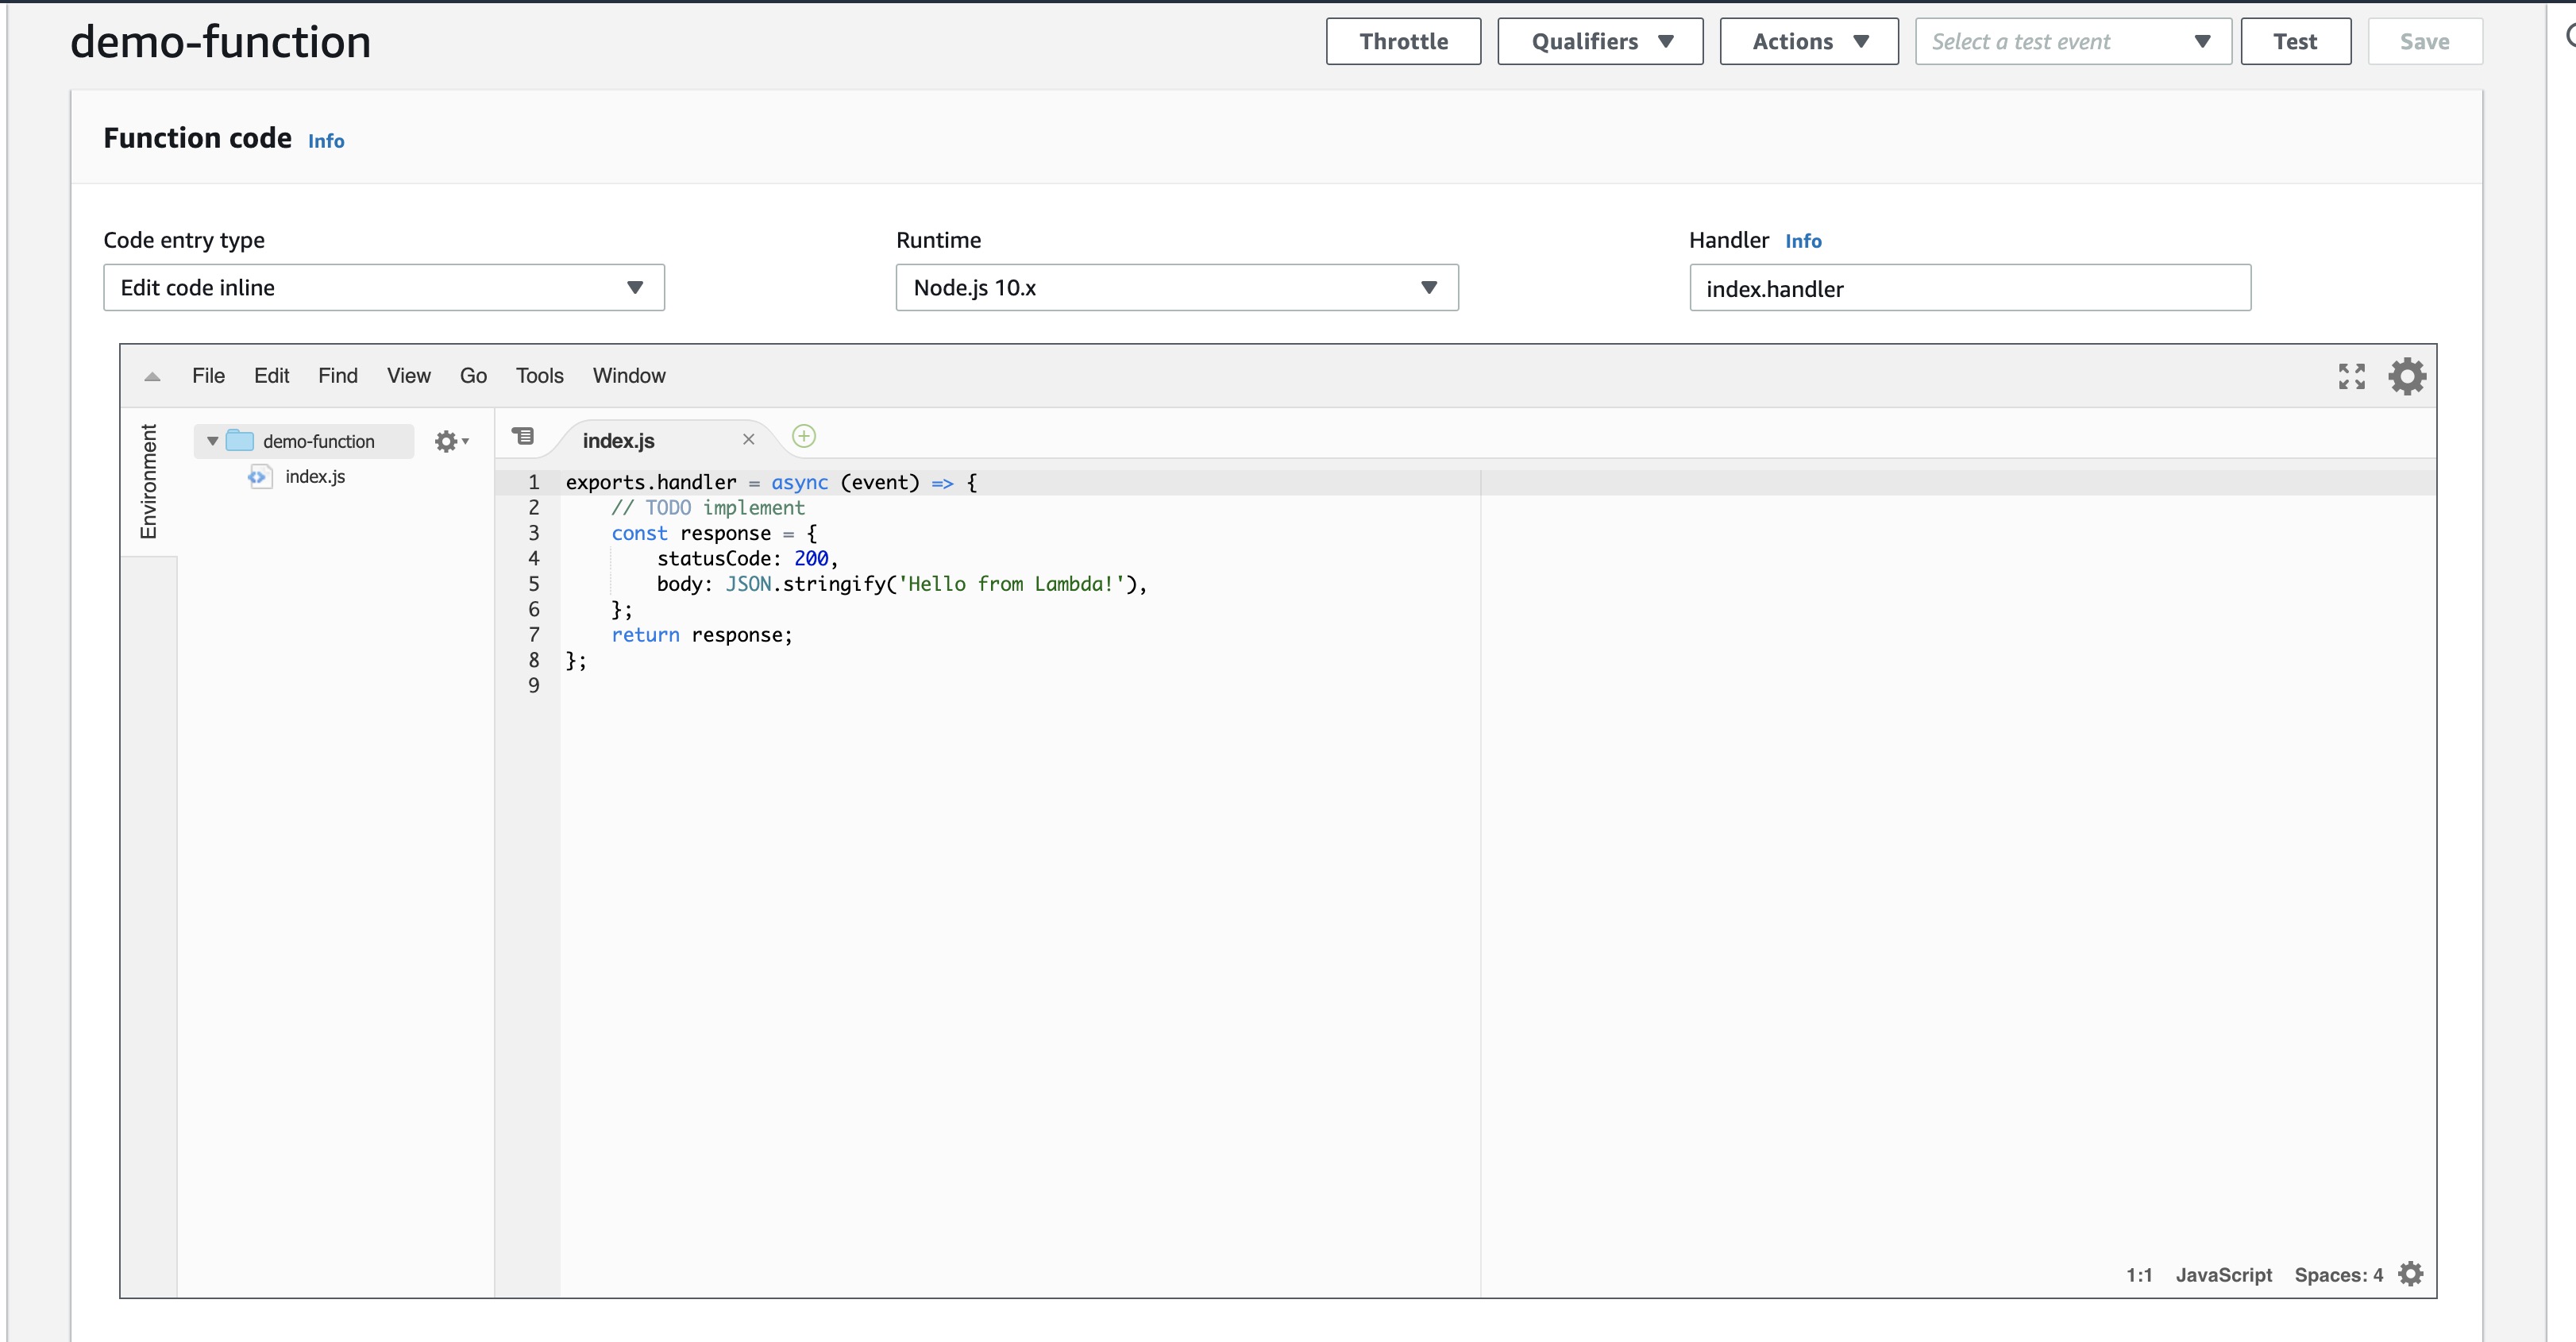 demo-function Throttle Qualifiers Actions Select a test event Test Save
Function code Info
Code entry type Runtime Handler Info
Edit code inline Node.js 10.x index.handler
File Edit Find View Go Tools Window
Environment
demo-function
index.js
index.js
1 exports.handler = async (event) => {
2     // TODO implement
3     const response = {
4         statusCode: 200,
5         body: JSON.stringify('Hello from Lambda!'),
6     };
7     return response;
8 };
9
1:1 JavaScript Spaces: 4